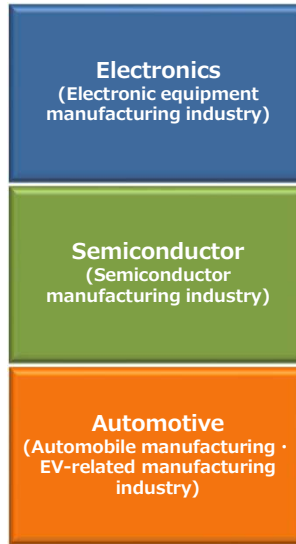 Electronics
(Electronic equipment
manufacturing industry)
Semiconductor
(Semiconductor
manufacturing industry)
Automotive
(Automobile manufacturing・
EV-related manufacturing
industry)